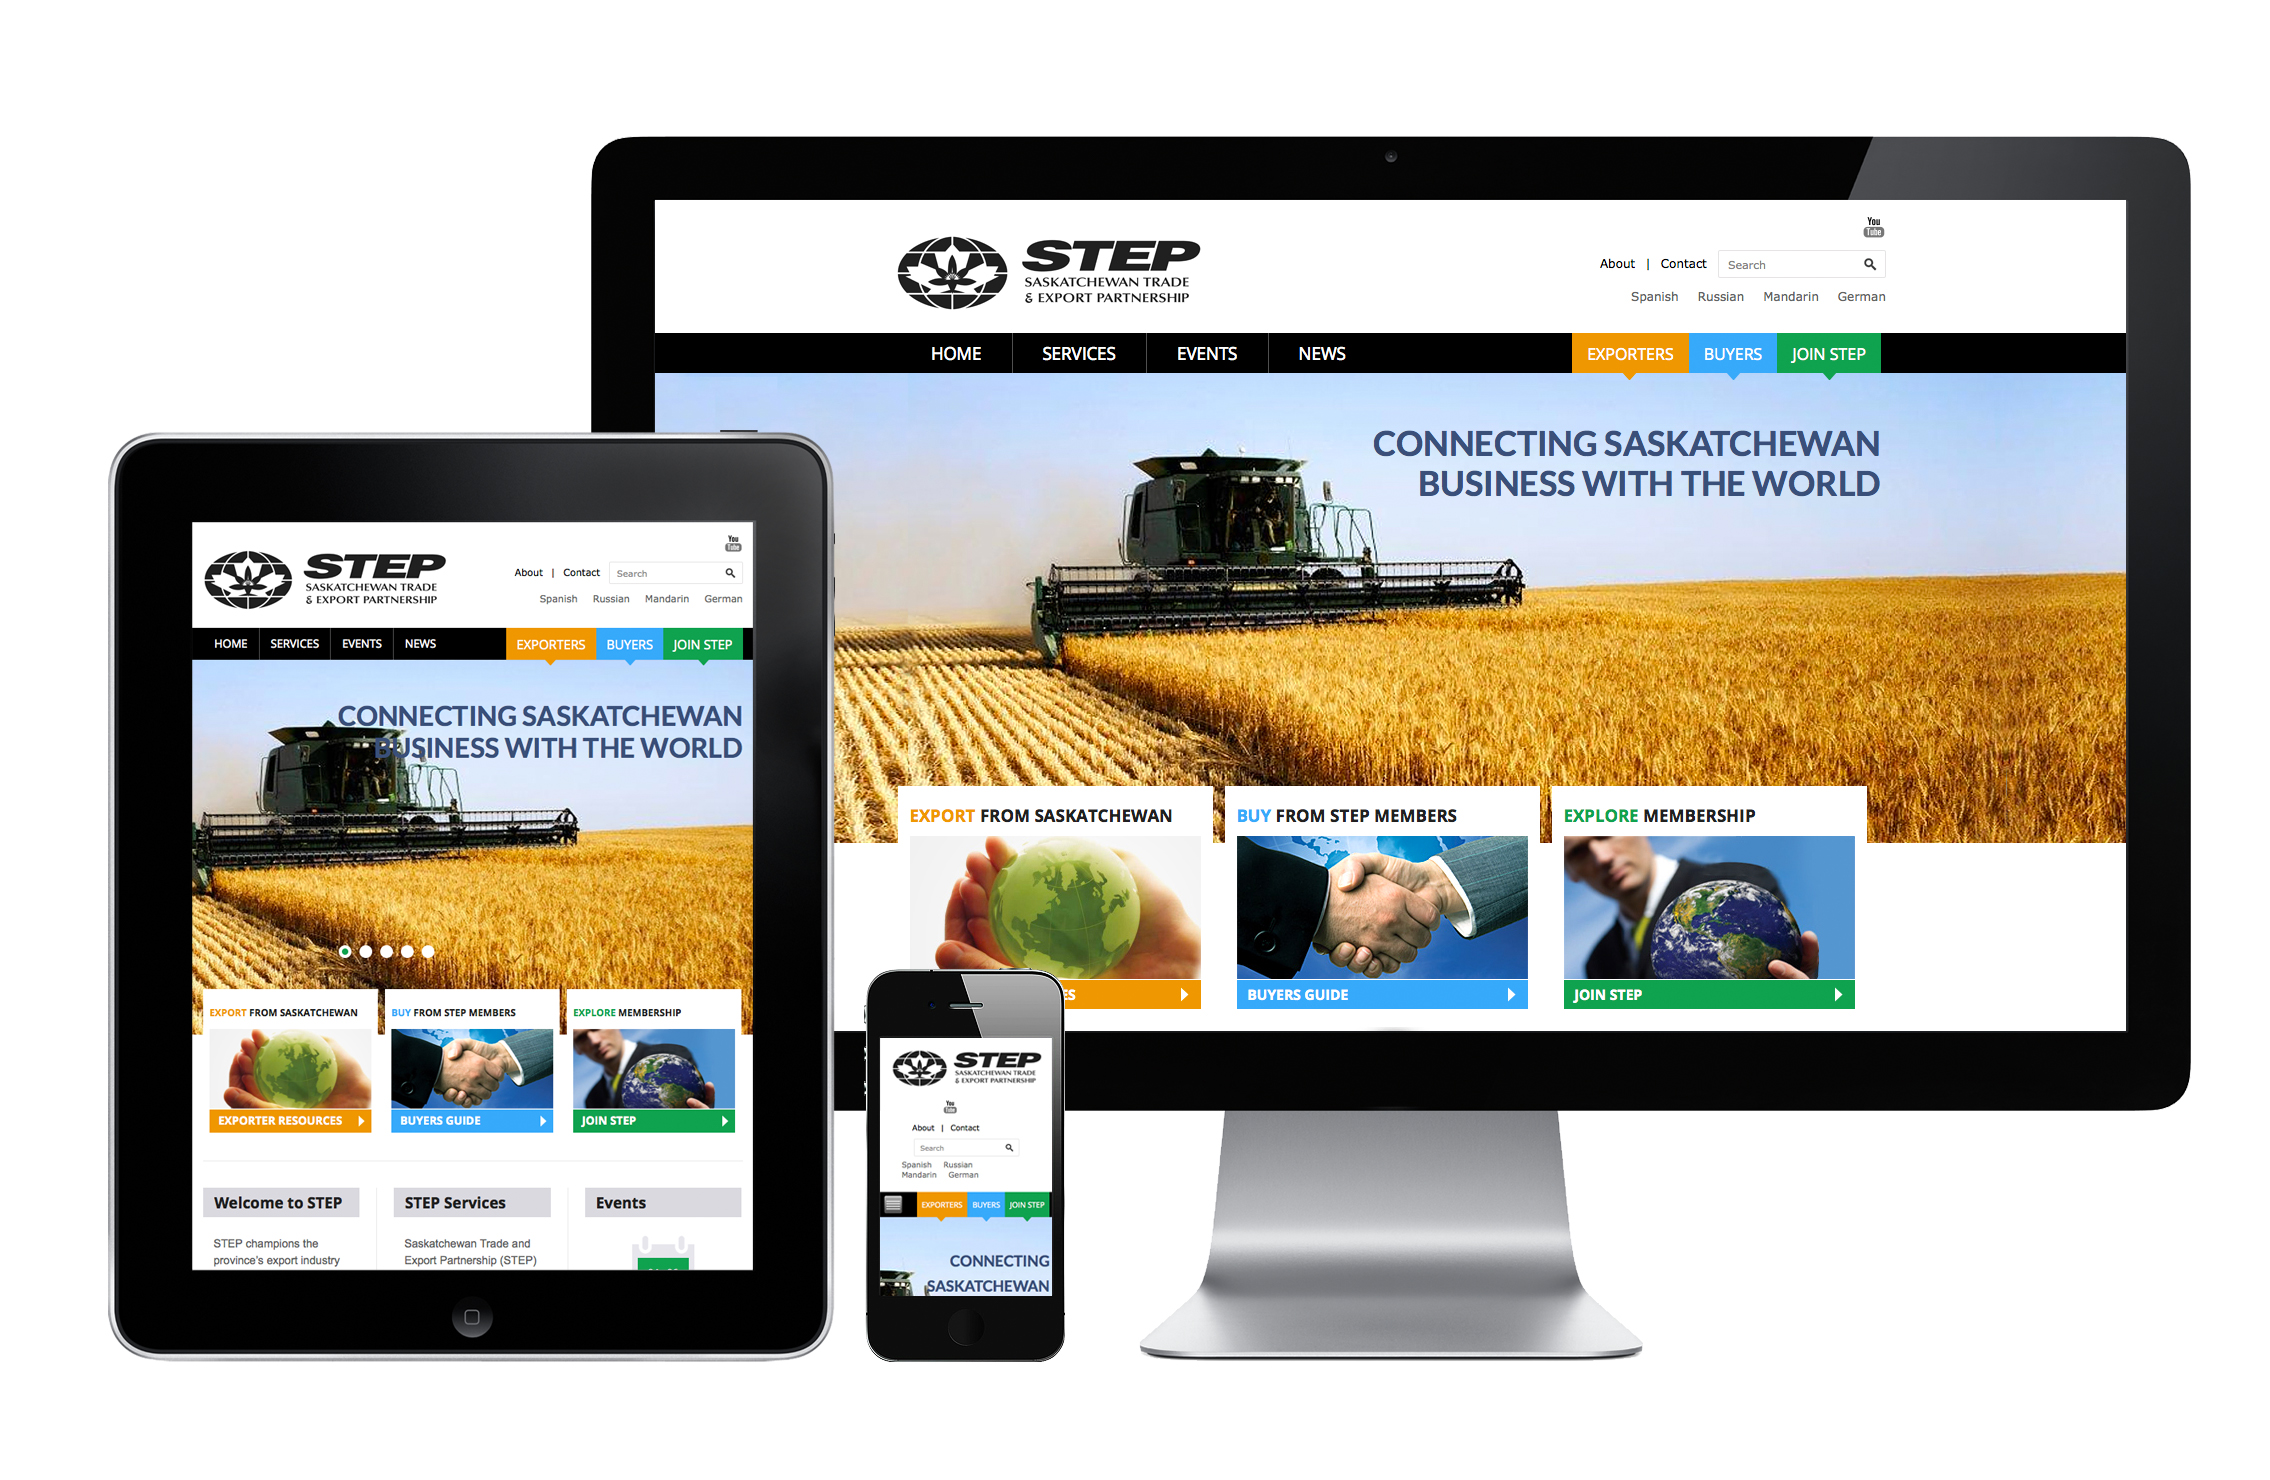 You
Tube
STEP
SASKATCHEWAN TRADE
& EXPORT PARTNERSHIP
About | Contact Search
Spanish Russian Mandarin German
HOME SERVICES EVENTS NEWS EXPORTERS BUYERS JOIN STEP
CONNECTING SASKATCHEWAN
BUSINESS WITH THE WORLD
EXPORT FROM SASKATCHEWAN
BUY FROM STEP MEMBERS
EXPLORE MEMBERSHIP
ES
BUYERS GUIDE
JOIN STEP
You
Tube
STEP
SASKATCHEWAN TRADE
& EXPORT PARTNERSHIP
About | Contact Search
Spanish Russian Mandarin German
HOME SERVICES EVENTS NEWS EXPORTERS BUYERS JOIN STEP
CONNECTING SASKATCHEWAN
BUSINESS WITH THE WORLD
EXPORT FROM SASKATCHEWAN
BUY FROM STEP MEMBERS
EXPLORE MEMBERSHIP
EXPORTER RESOURCES
BUYERS GUIDE
JOIN STEP
Welcome to STEP
STEP champions the
province's export industry
STEP Services
Saskatchewan Trade and
Export Partnership (STEP)
Events
STEP
SASKATCHEWAN TRADE
& EXPORT PARTNERSHIP
You
Tube
About | Contact
Search
Spanish Russian
Mandarin German
EXPORTERS BUYERS JOIN STEP
CONNECTING
SASKATCHEWAN